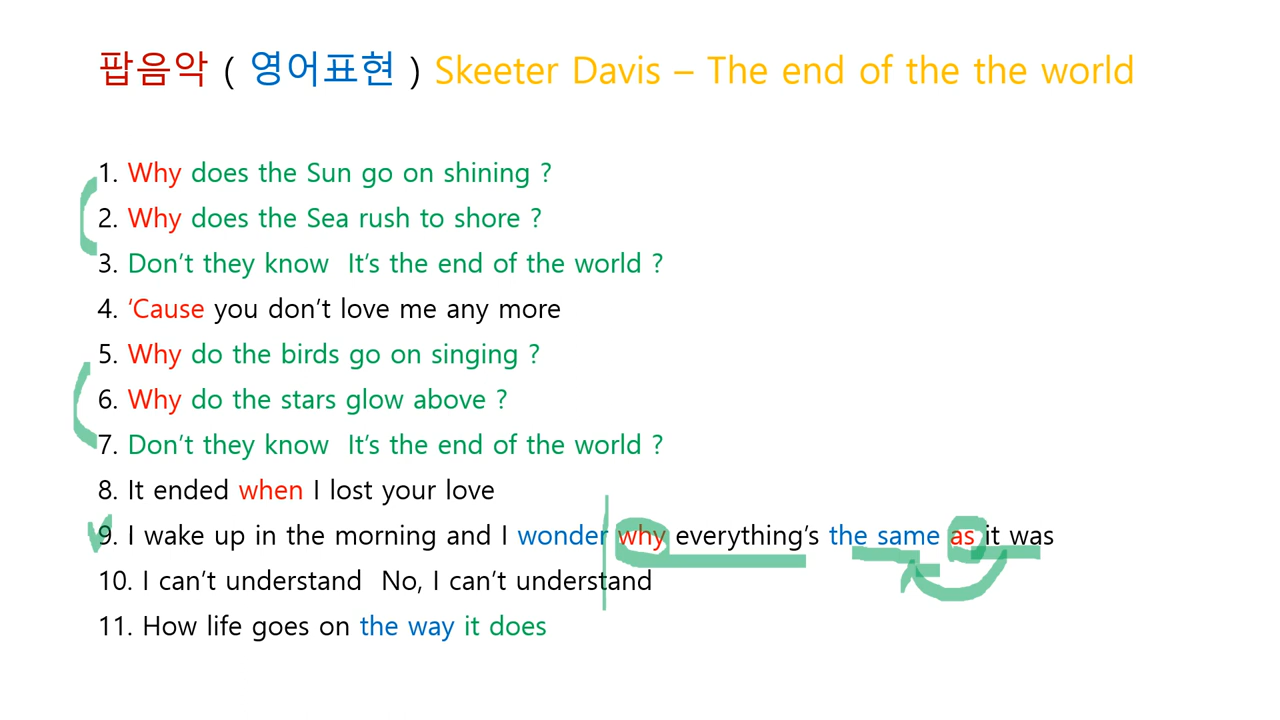 팝음악 ( 영어표현 ) Skeeter Davis – The end of the the world
1. Why does the Sun go on shining ?
2. Why does the Sea rush to shore ?
3. Don't they know It's the end of the world ?
4. 'Cause you don't love me any more
5. Why do the birds go on singing ?
6. Why do the stars glow above ?
7. Don't they know It's the end of the world ?
8. It ended when I lost your love
9. I wake up in the morning and I wonder why everything's the same as it was
10. I can't understand No, I can't understand
11. How life goes on the way it does